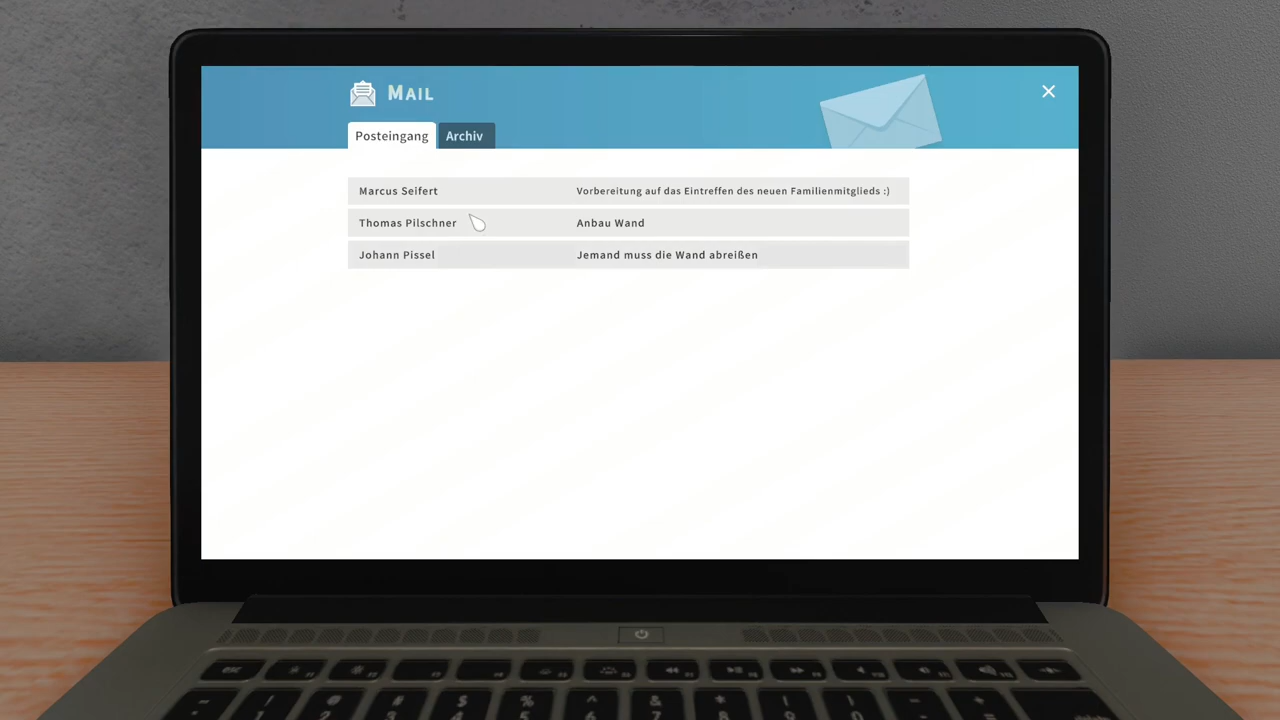 Mail
Posteingang Archiv
Marcus Seifert Vorbereitung auf das Eintreffen des neuen Familienmitglieds :)
Thomas Pilschner Anbau Wand
Johann Pissel Jemand muss die Wand abreißen
esc